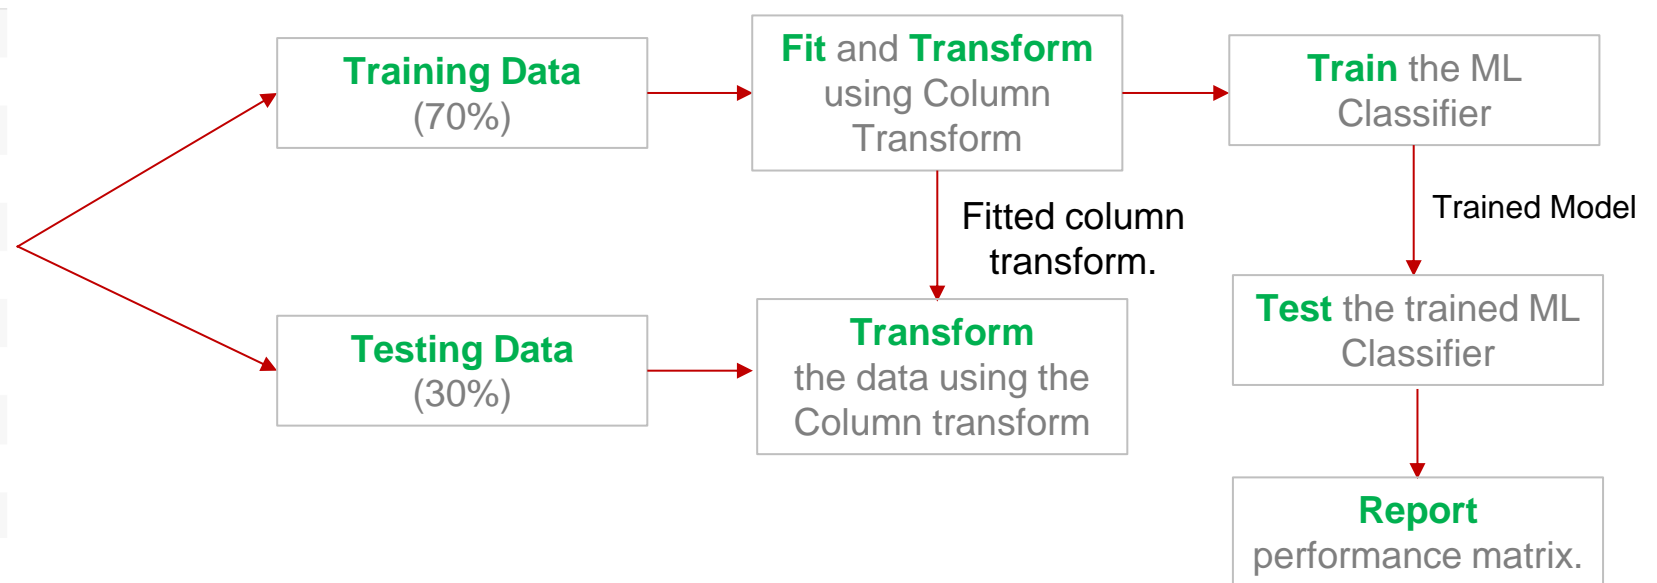 Training Data
(70%)
Fit and Transform
using Column
Transform
Train the ML
Classifier
Fitted column
transform.
Trained Model
Testing Data
(30%)
Transform
the data using the
Column transform
Test the trained ML
Classifier
Report
performance matrix.